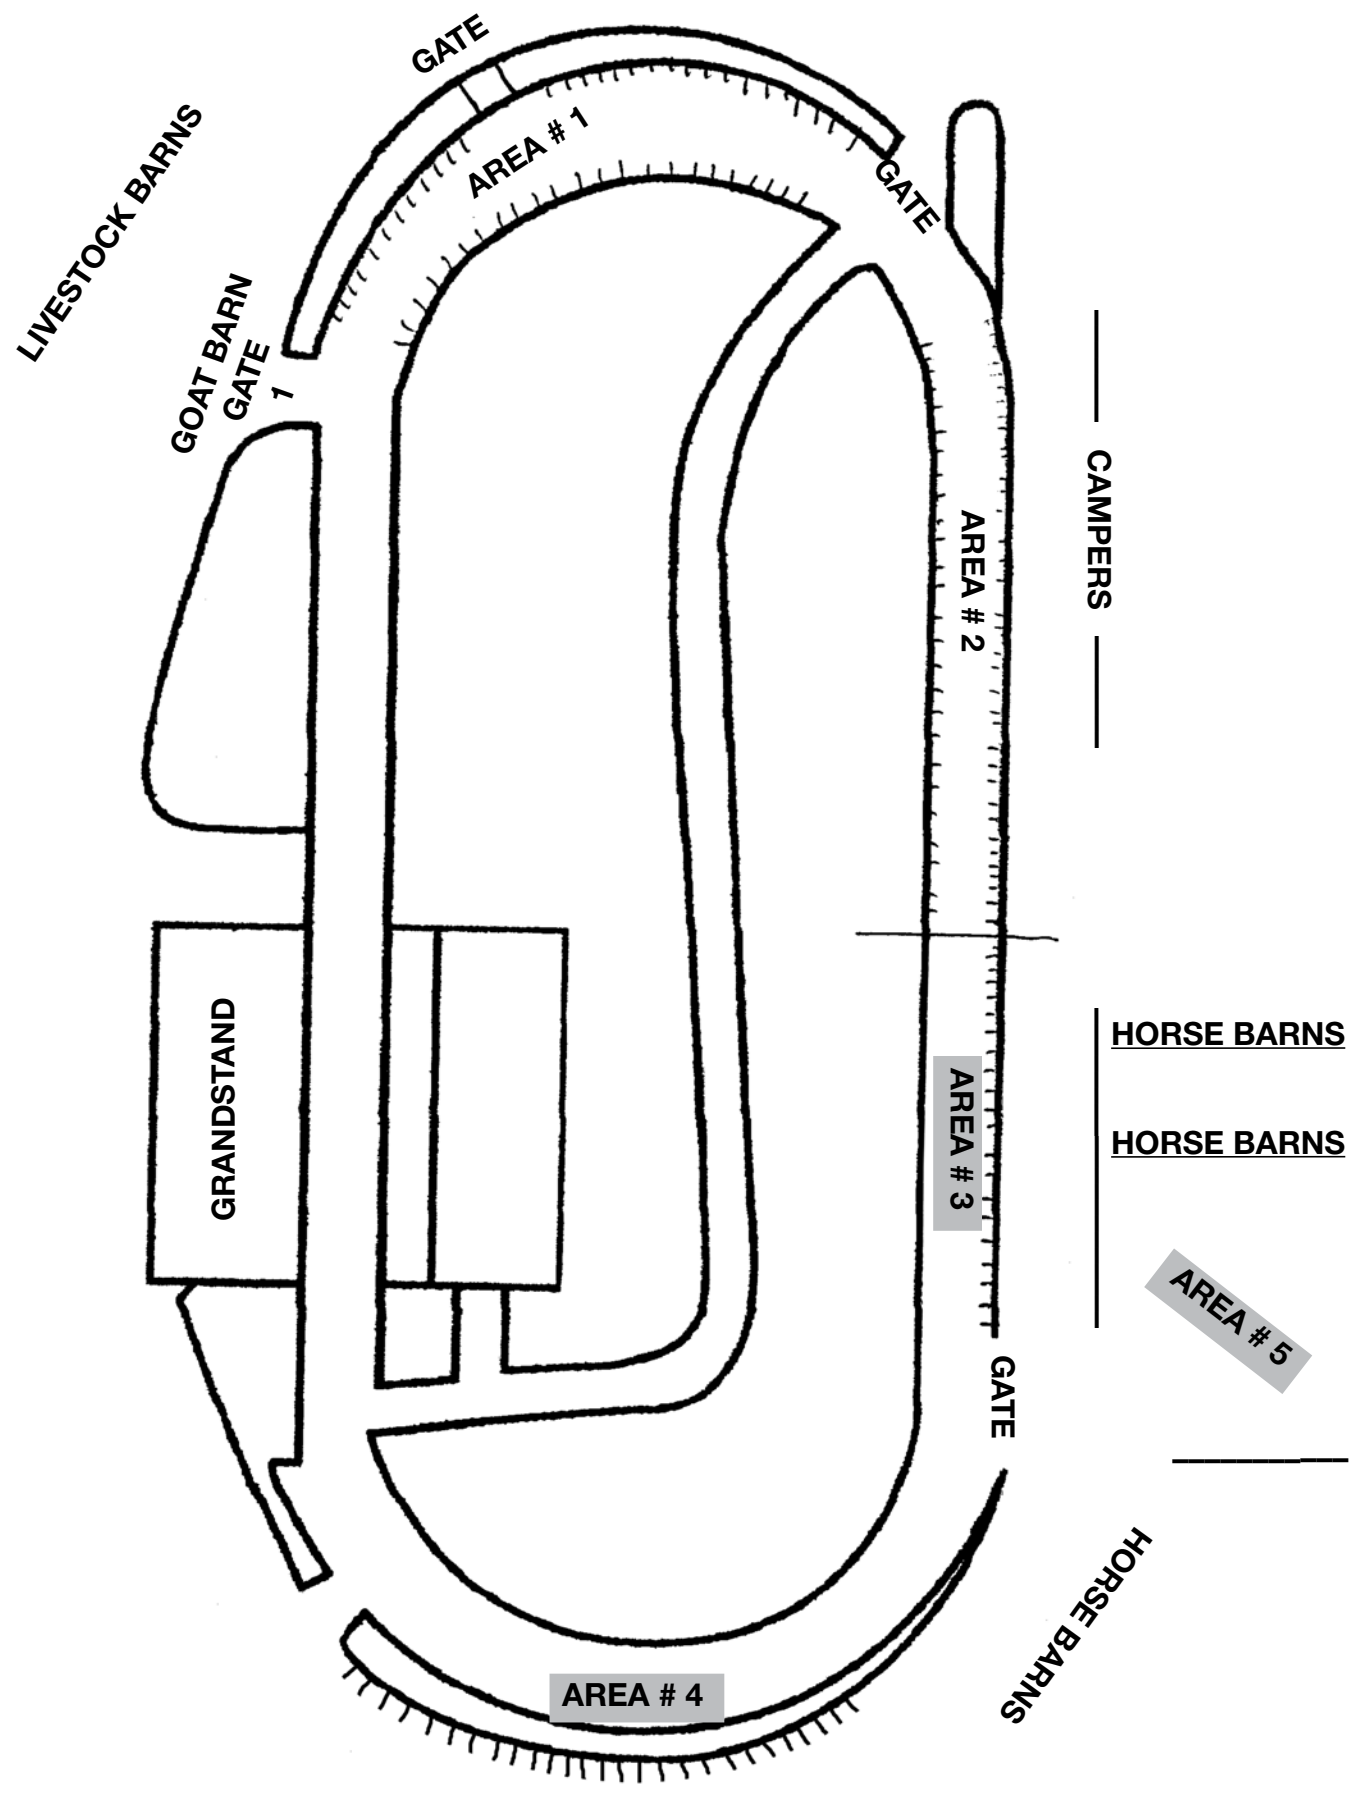 GATE
AREA # 1
LIVESTOCK BARNS
GATE
GOAT BARN
GATE
1
CAMPERS
AREA # 2
GRANDSTAND
HORSE BARNS
AREA # 3
HORSE BARNS
AREA # 5
GATE
HORSE BARNS
AREA # 4